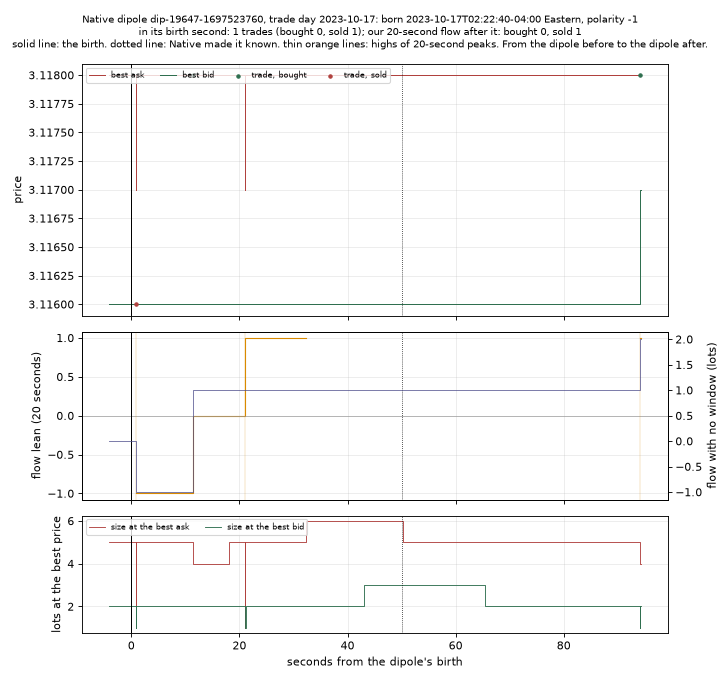 Native dipole dip-19647-1697523760, trade day 2023-10-17: born 2023-10-17T02:22:40-04:00 Eastern, polarity -1
in its birth second: 1 trades (bought 0, sold 1); our 20-second flow after it: bought 0, sold 1
solid line: the birth. dotted line: Native made it known. thin orange lines: highs of 20-second peaks. From the dipole before to the dipole after.
best ask best bid trade, bought trade, sold
3.11800
3.11775
3.11750
3.11725
3.11700
3.11675
3.11650
3.11625
3.11600
price
1.0
0.5
0.0
−0.5
−1.0
flow lean (20 seconds)
2.0
1.5
1.0
0.5
0.0
−0.5
−1.0
flow with no window (lots)
size at the best ask size at the best bid
6
4
2
lots at the best price
0 20 40 60 80
seconds from the dipole's birth